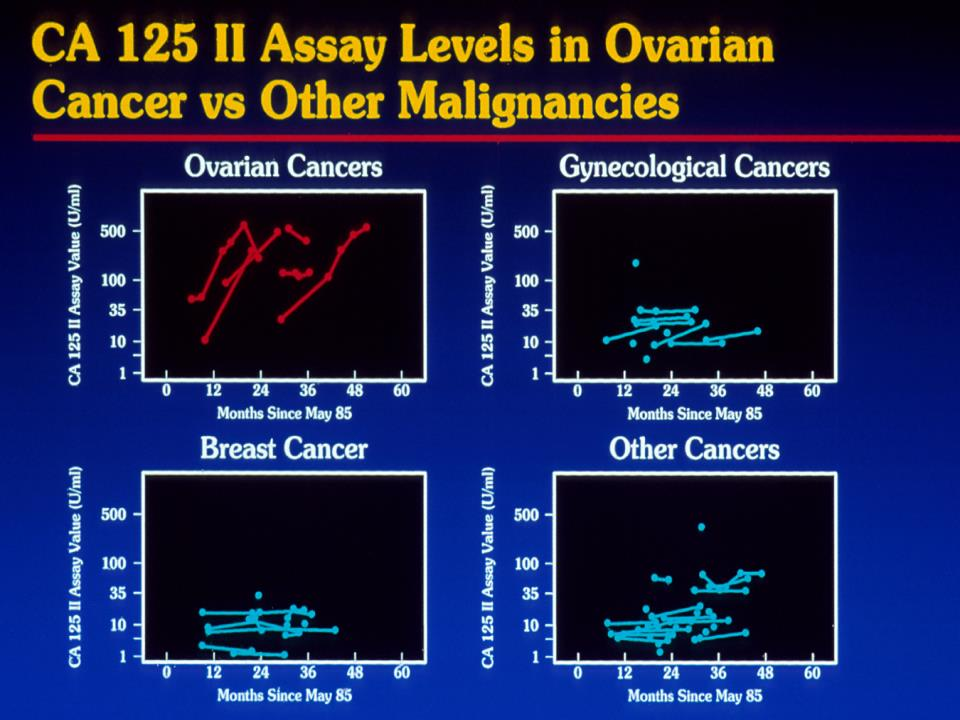 CA 125 II Assay Levels in Ovarian
Cancer vs Other Malignancies
Ovarian Cancers
CA 125 II Assay Value (U/ml)
500
100
35
10
1
0 12 24 36 48 60
Months Since May 85
Gynecological Cancers
CA 125 II Assay Value (U/ml)
500
100
35
10
1
0 12 24 36 48 60
Months Since May 85
Breast Cancer
CA 125 II Assay Value (U/ml)
500
100
35
10
1
0 12 24 36 48 60
Months Since May 85
Other Cancers
CA 125 II Assay Value (U/ml)
500
100
35
10
1
0 12 24 36 48 60
Months Since May 85